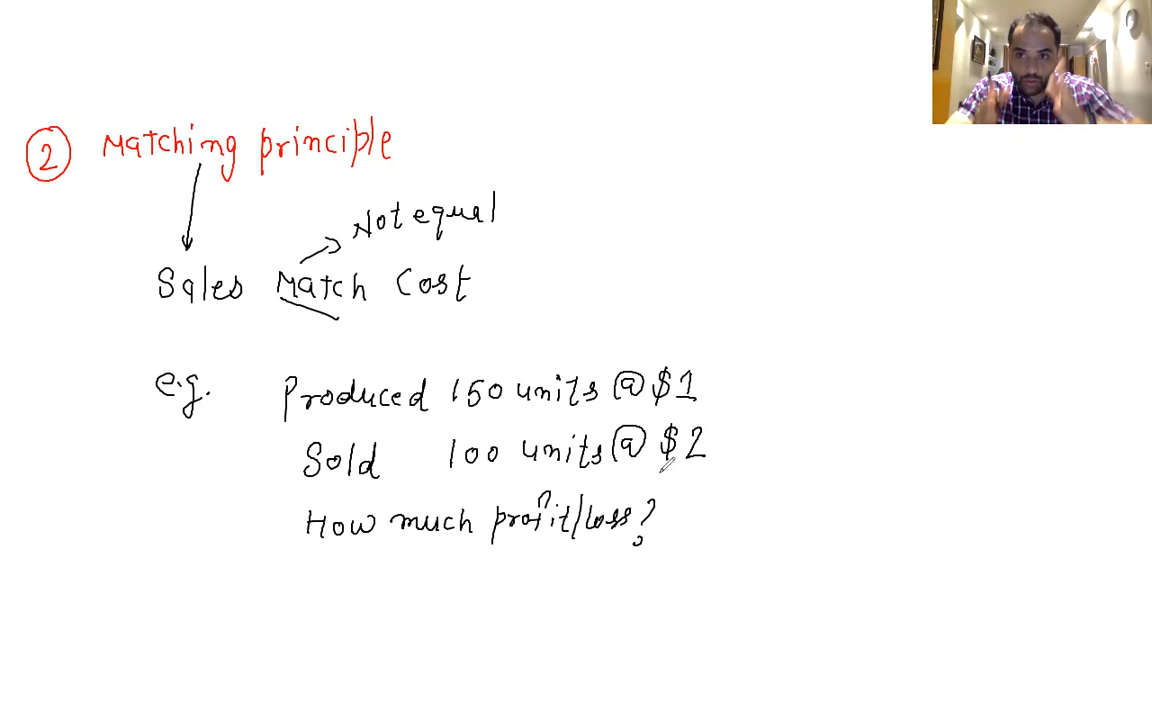 2 Matching principle
Not equal
Sales Match Cost
e.g. Produced 150 units @ $1
Sold 100 units @ $2
How much profit/loss?